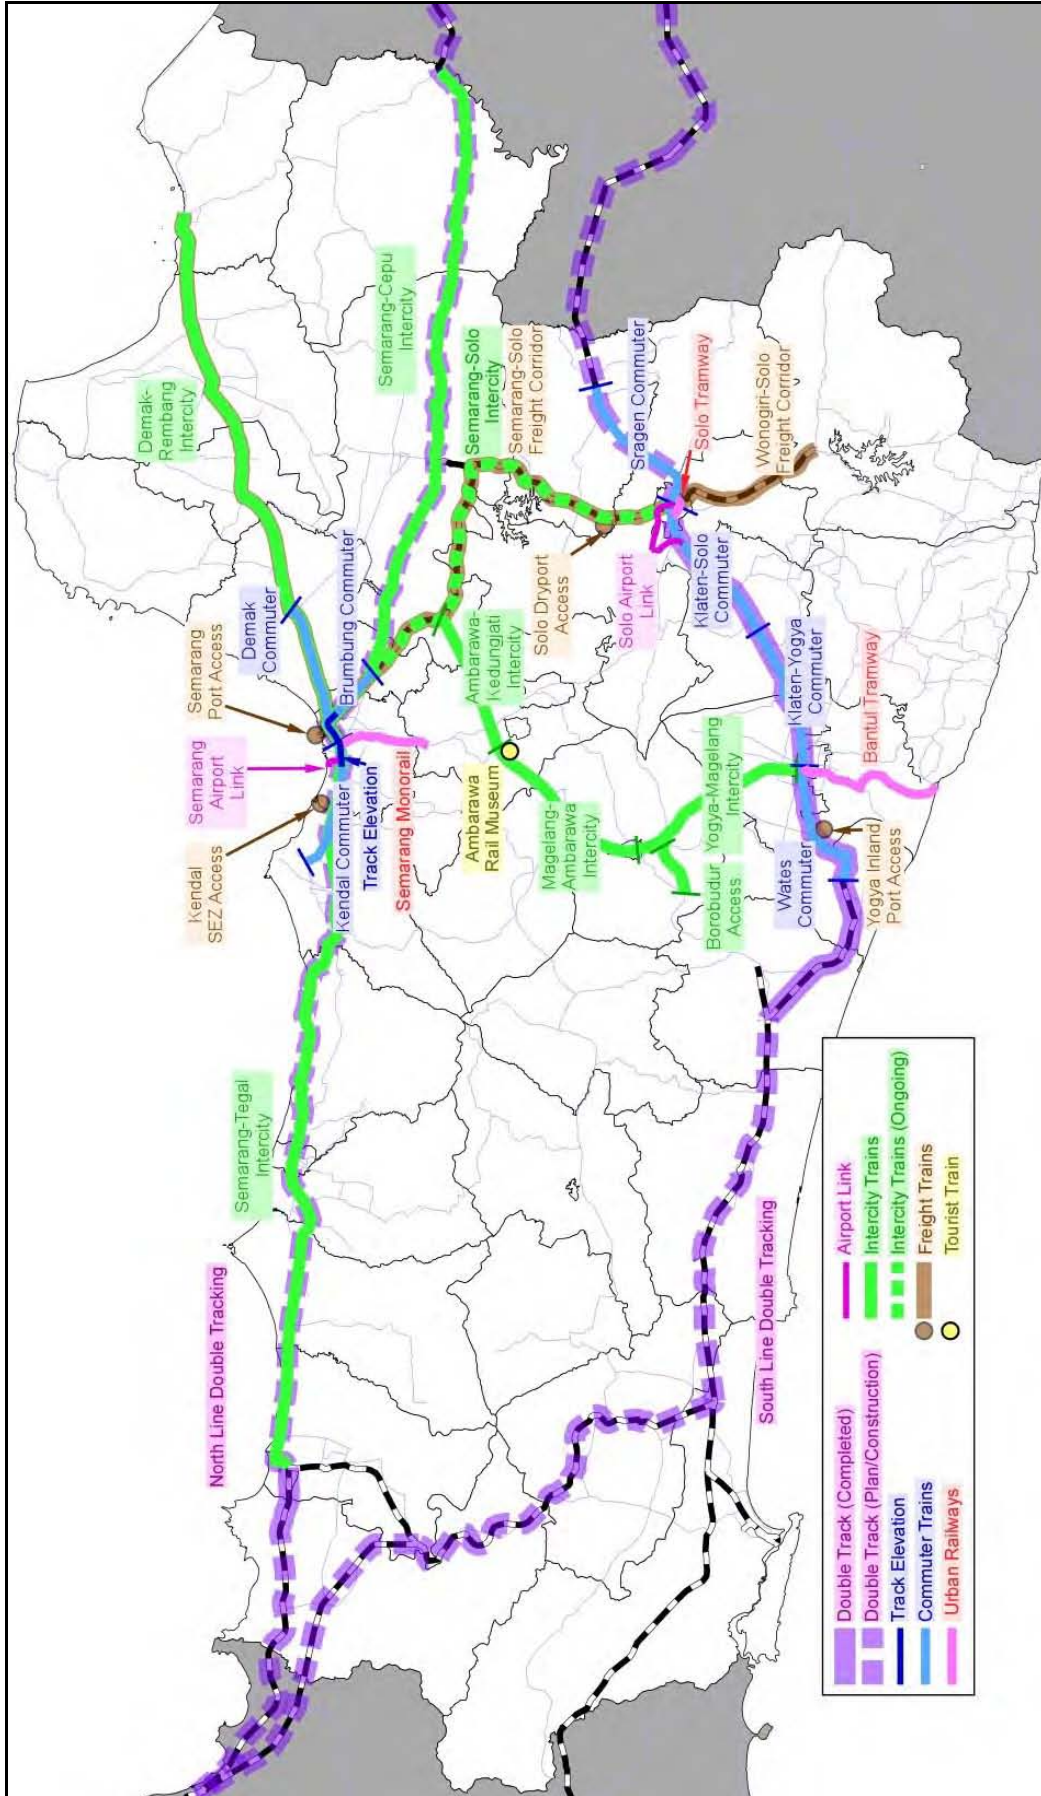 Demak-
Rembang
Intercity
Semarang-Cepu
Intercity
Semarang-Solo
Intercity
Semarang-Solo
Freight Corridor
Sragen Commuter
Solo Tramway
Wonogiri-Solo
Freight Corridor
Semarang
Port Access
Demak
Commuter
Brumbung Commuter
Ambarawa-
Kedungjati
Intercity
Solo Dryport
Access
Solo Airport
Link
Klaten-Solo
Commuter
Semarang
Airport
Link
Kendal
SEZ Access
Kendal Commuter
Track Elevation
Semarang Monorail
Ambarawa
Rail Museum
Magelang-
Ambarawa
Intercity
Yogya-Magelang
Intercity
Borobudur
Access
Klaten-Yogya
Commuter
Bantul Tramway
Wates
Commuter
Yogya Inland
Port Access
Semarang-Tegal
Intercity
North Line Double Tracking
South Line Double Tracking
Double Track (Completed)
Double Track (Plan/Construction)
Track Elevation
Commuter Trains
Urban Railways
Airport Link
Intercity Trains
Intercity Trains (Ongoing)
Freight Trains
Tourist Train